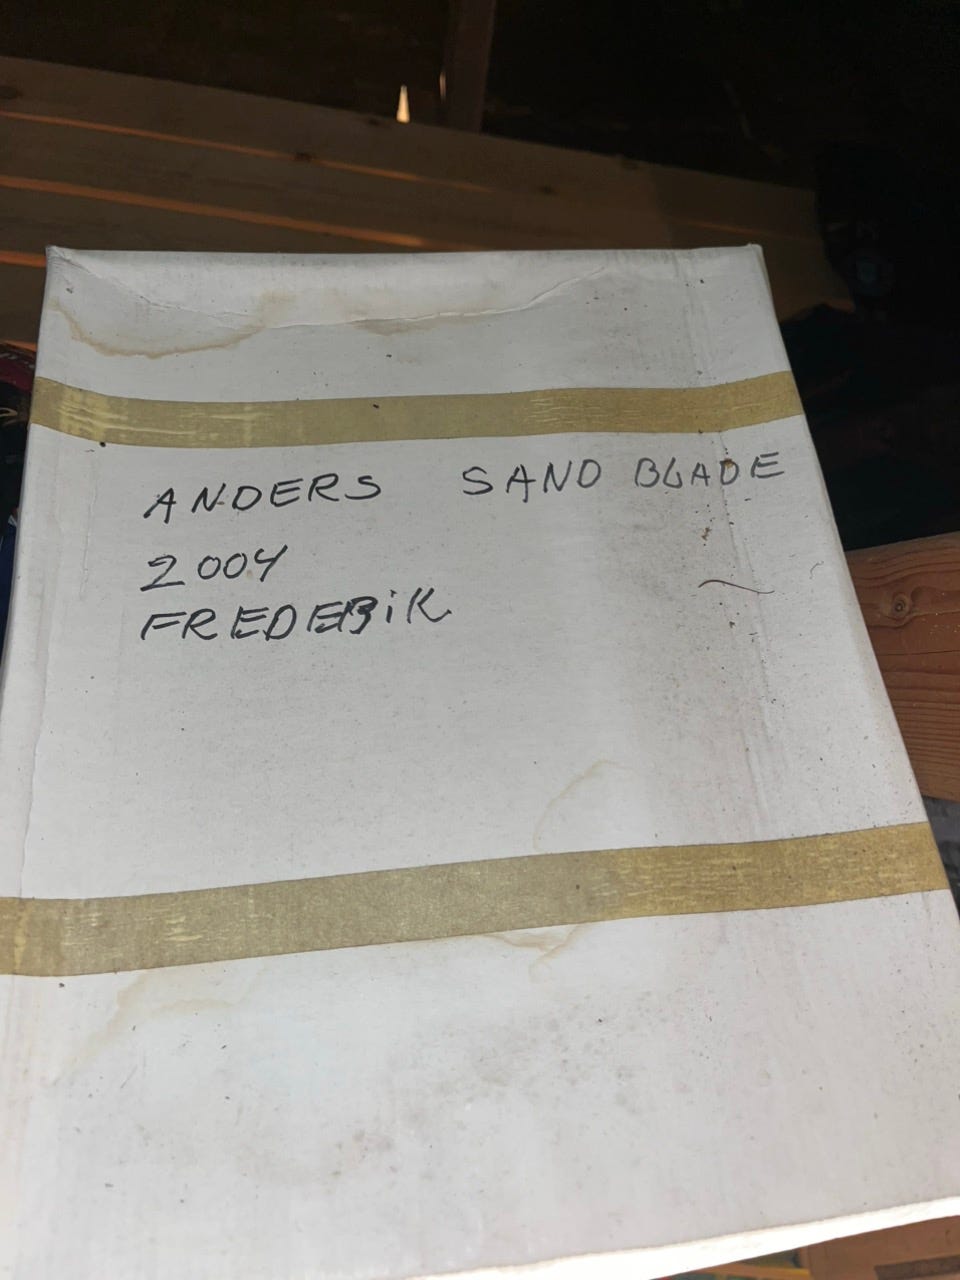 ANDERS SAND BLADE
2004
FREDERiK